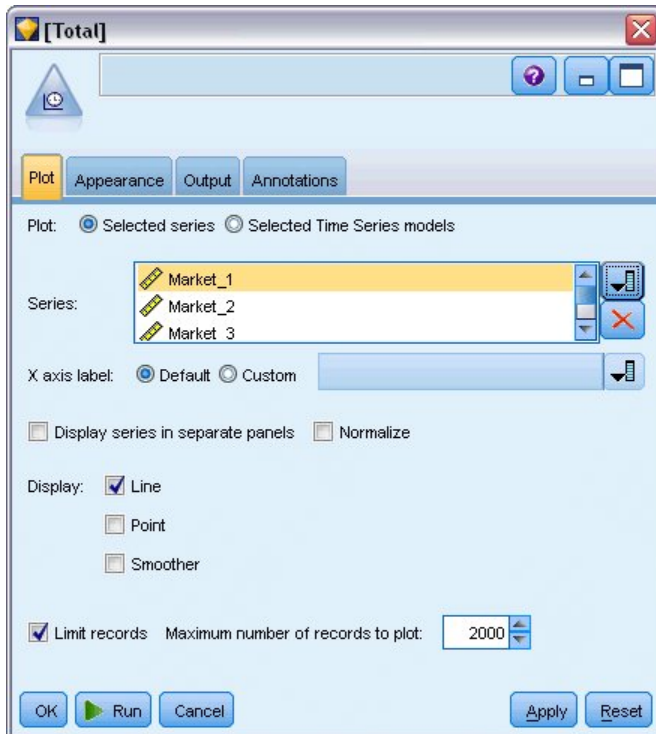 [Total]
Plot Appearance Output Annotations
Plot: Selected series Selected Time Series models
Series:
Market_1
Market_2
Market_3
X axis label: Default Custom
Display series in separate panels Normalize
Display: Line
Point
Smoother
Limit records Maximum number of records to plot: 2000
OK Run Cancel Apply Reset